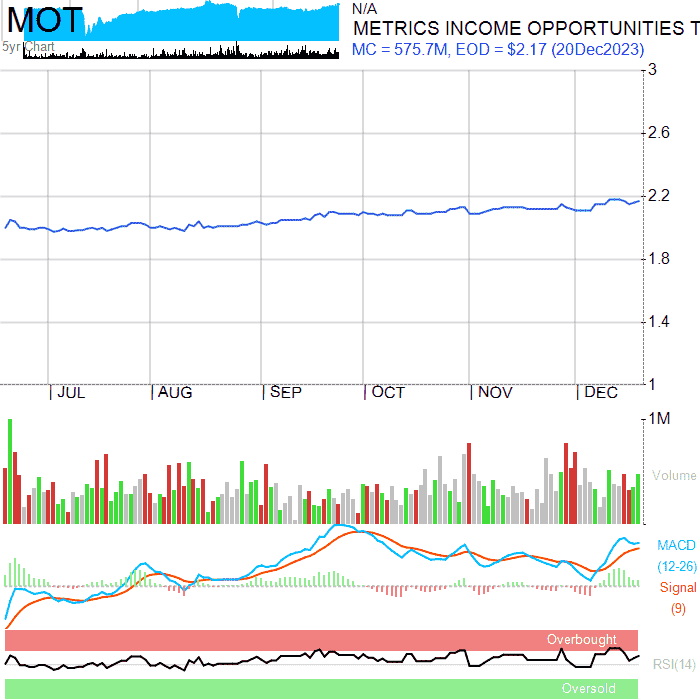 MOT
5yr Chart
N/A
METRICS INCOME OPPORTUNITIES T
MC = 575.7M, EOD = $2.17 (20Dec2023)
3
2.6
2.2
1.8
1.4
1
JUL AUG SEP OCT NOV DEC
1M
Volume
MACD
(12-26)
Signal
(9)
Overbought
RSI(14)
Oversold